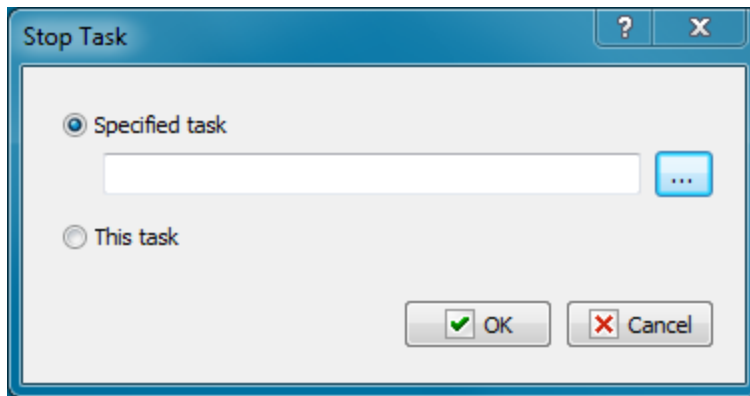 Stop Task
?
X
Specified task
...
This task
OK
Cancel